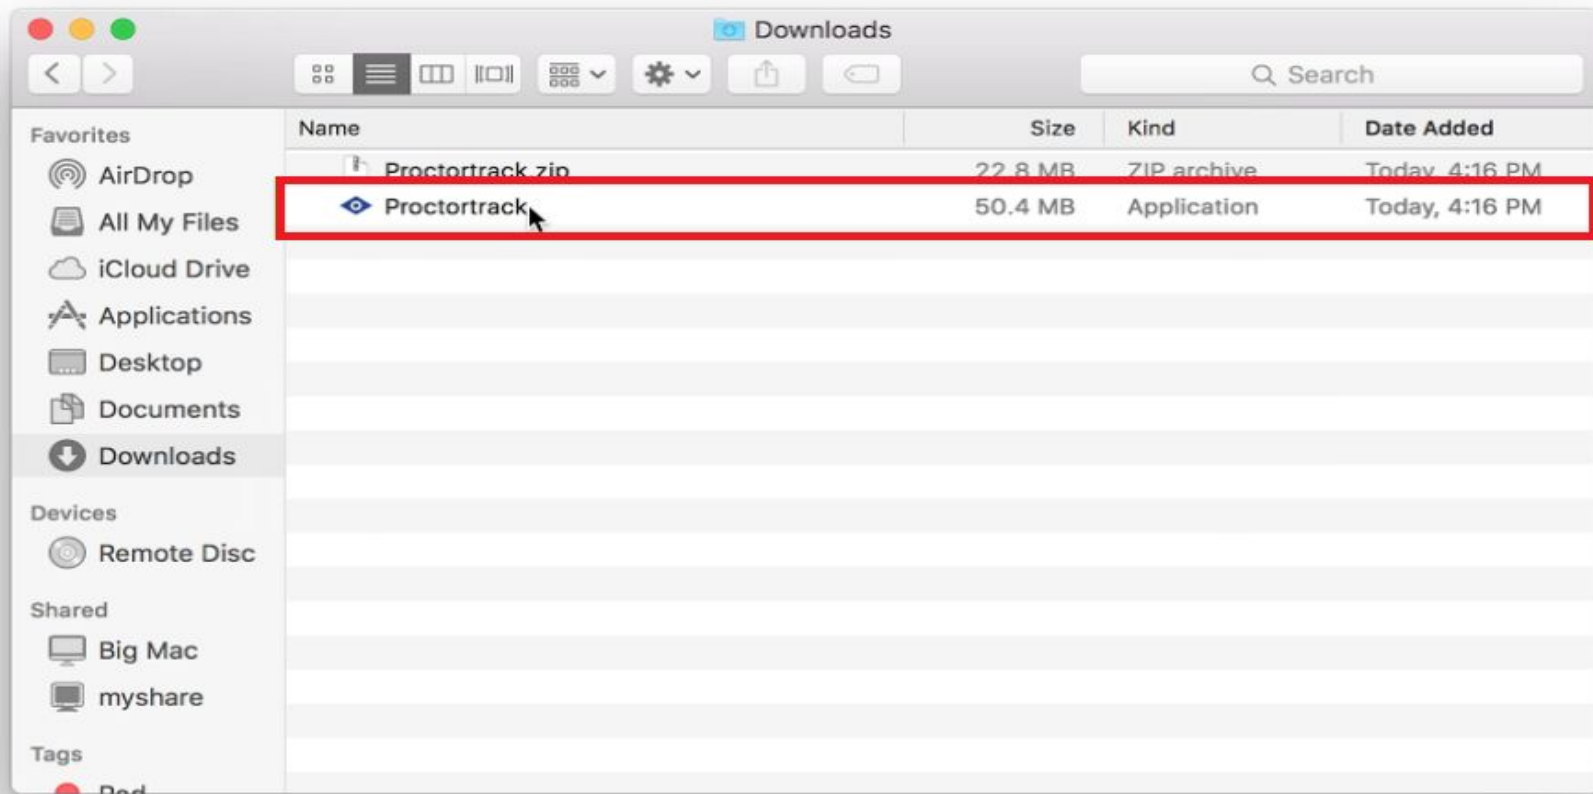 Downloads
Search
Favorites
AirDrop
All My Files
iCloud Drive
Applications
Desktop
Documents
Downloads
Devices
Remote Disc
Shared
Big Mac
myshare
Tags
Red
Name Size Kind Date Added
Proctortrack.zip 22.8 MB ZIP archive Today, 4:16 PM
Proctortrack 50.4 MB Application Today, 4:16 PM